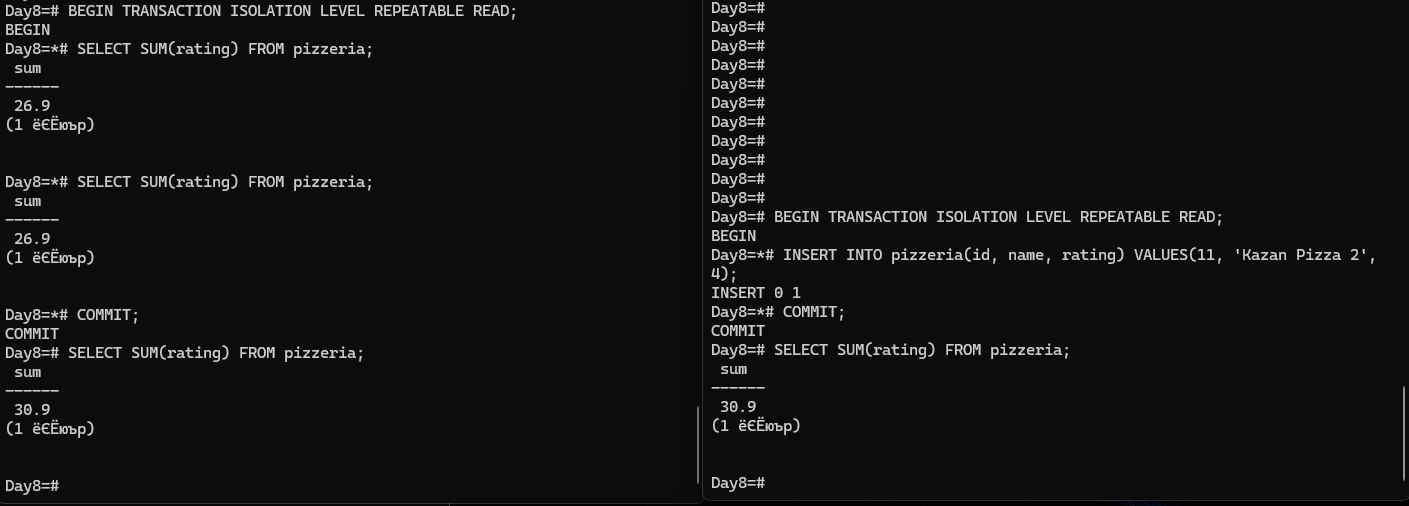 Day8=# BEGIN TRANSACTION ISOLATION LEVEL REPEATABLE READ;
BEGIN
Day8=*# SELECT SUM(rating) FROM pizzeria;
 sum
------
 26.9
(1 ёЄЁюър)
Day8=*# SELECT SUM(rating) FROM pizzeria;
 sum
------
 26.9
(1 ёЄЁюър)
Day8=*# COMMIT;
COMMIT
Day8=# SELECT SUM(rating) FROM pizzeria;
 sum
------
 30.9
(1 ёЄЁюър)
Day8=#
Day8=#
Day8=#
Day8=#
Day8=#
Day8=#
Day8=#
Day8=#
Day8=#
Day8=#
Day8=#
Day8=#
Day8=# BEGIN TRANSACTION ISOLATION LEVEL REPEATABLE READ;
BEGIN
Day8=*# INSERT INTO pizzeria(id, name, rating) VALUES(11, 'Kazan Pizza 2',
4);
INSERT 0 1
Day8=*# COMMIT;
COMMIT
Day8=# SELECT SUM(rating) FROM pizzeria;
 sum
------
 30.9
(1 ёЄЁюър)
Day8=#